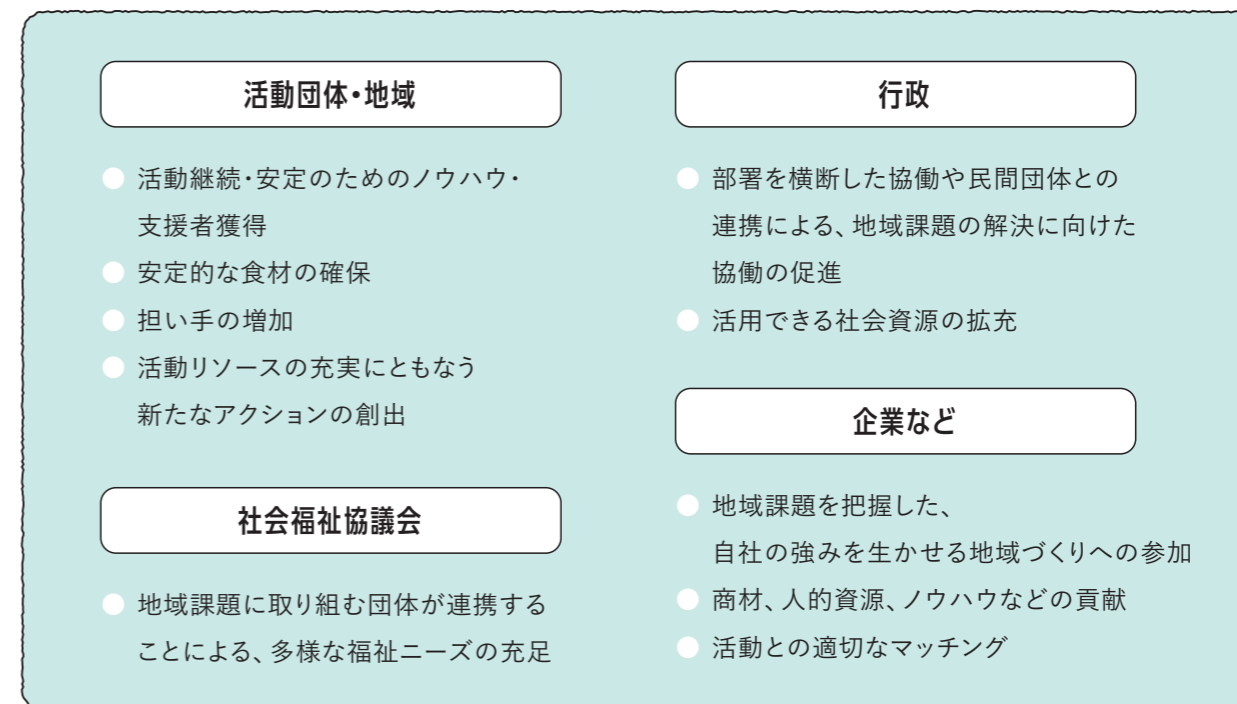 活動団体・地域
● 活動継続・安定のためのノウハウ・
支援者獲得
● 安定的な食材の確保
● 担い手の増加
● 活動リソースの充実にともなう
新たなアクションの創出
社会福祉協議会
● 地域課題に取り組む団体が連携する
ことによる、多様な福祉ニーズの充足
行政
● 部署を横断した協働や民間団体との
連携による、地域課題の解決に向けた
協働の促進
● 活用できる社会資源の拡充
企業など
● 地域課題を把握した、
自社の強みを生かせる地域づくりへの参加
● 商材、人的資源、ノウハウなどの貢献
● 活動との適切なマッチング